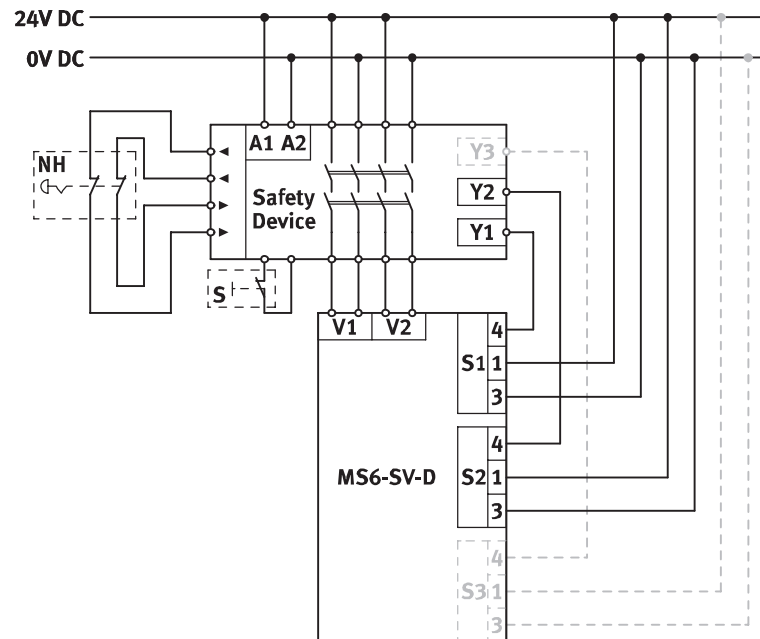 24V DC
0V DC
A1 A2
Y3
NH
Y2
Safety
Device
Y1
S
V1 V2
4
S1 1
3
4
MS6-SV-D
S2 1
3
4
S3 1
3